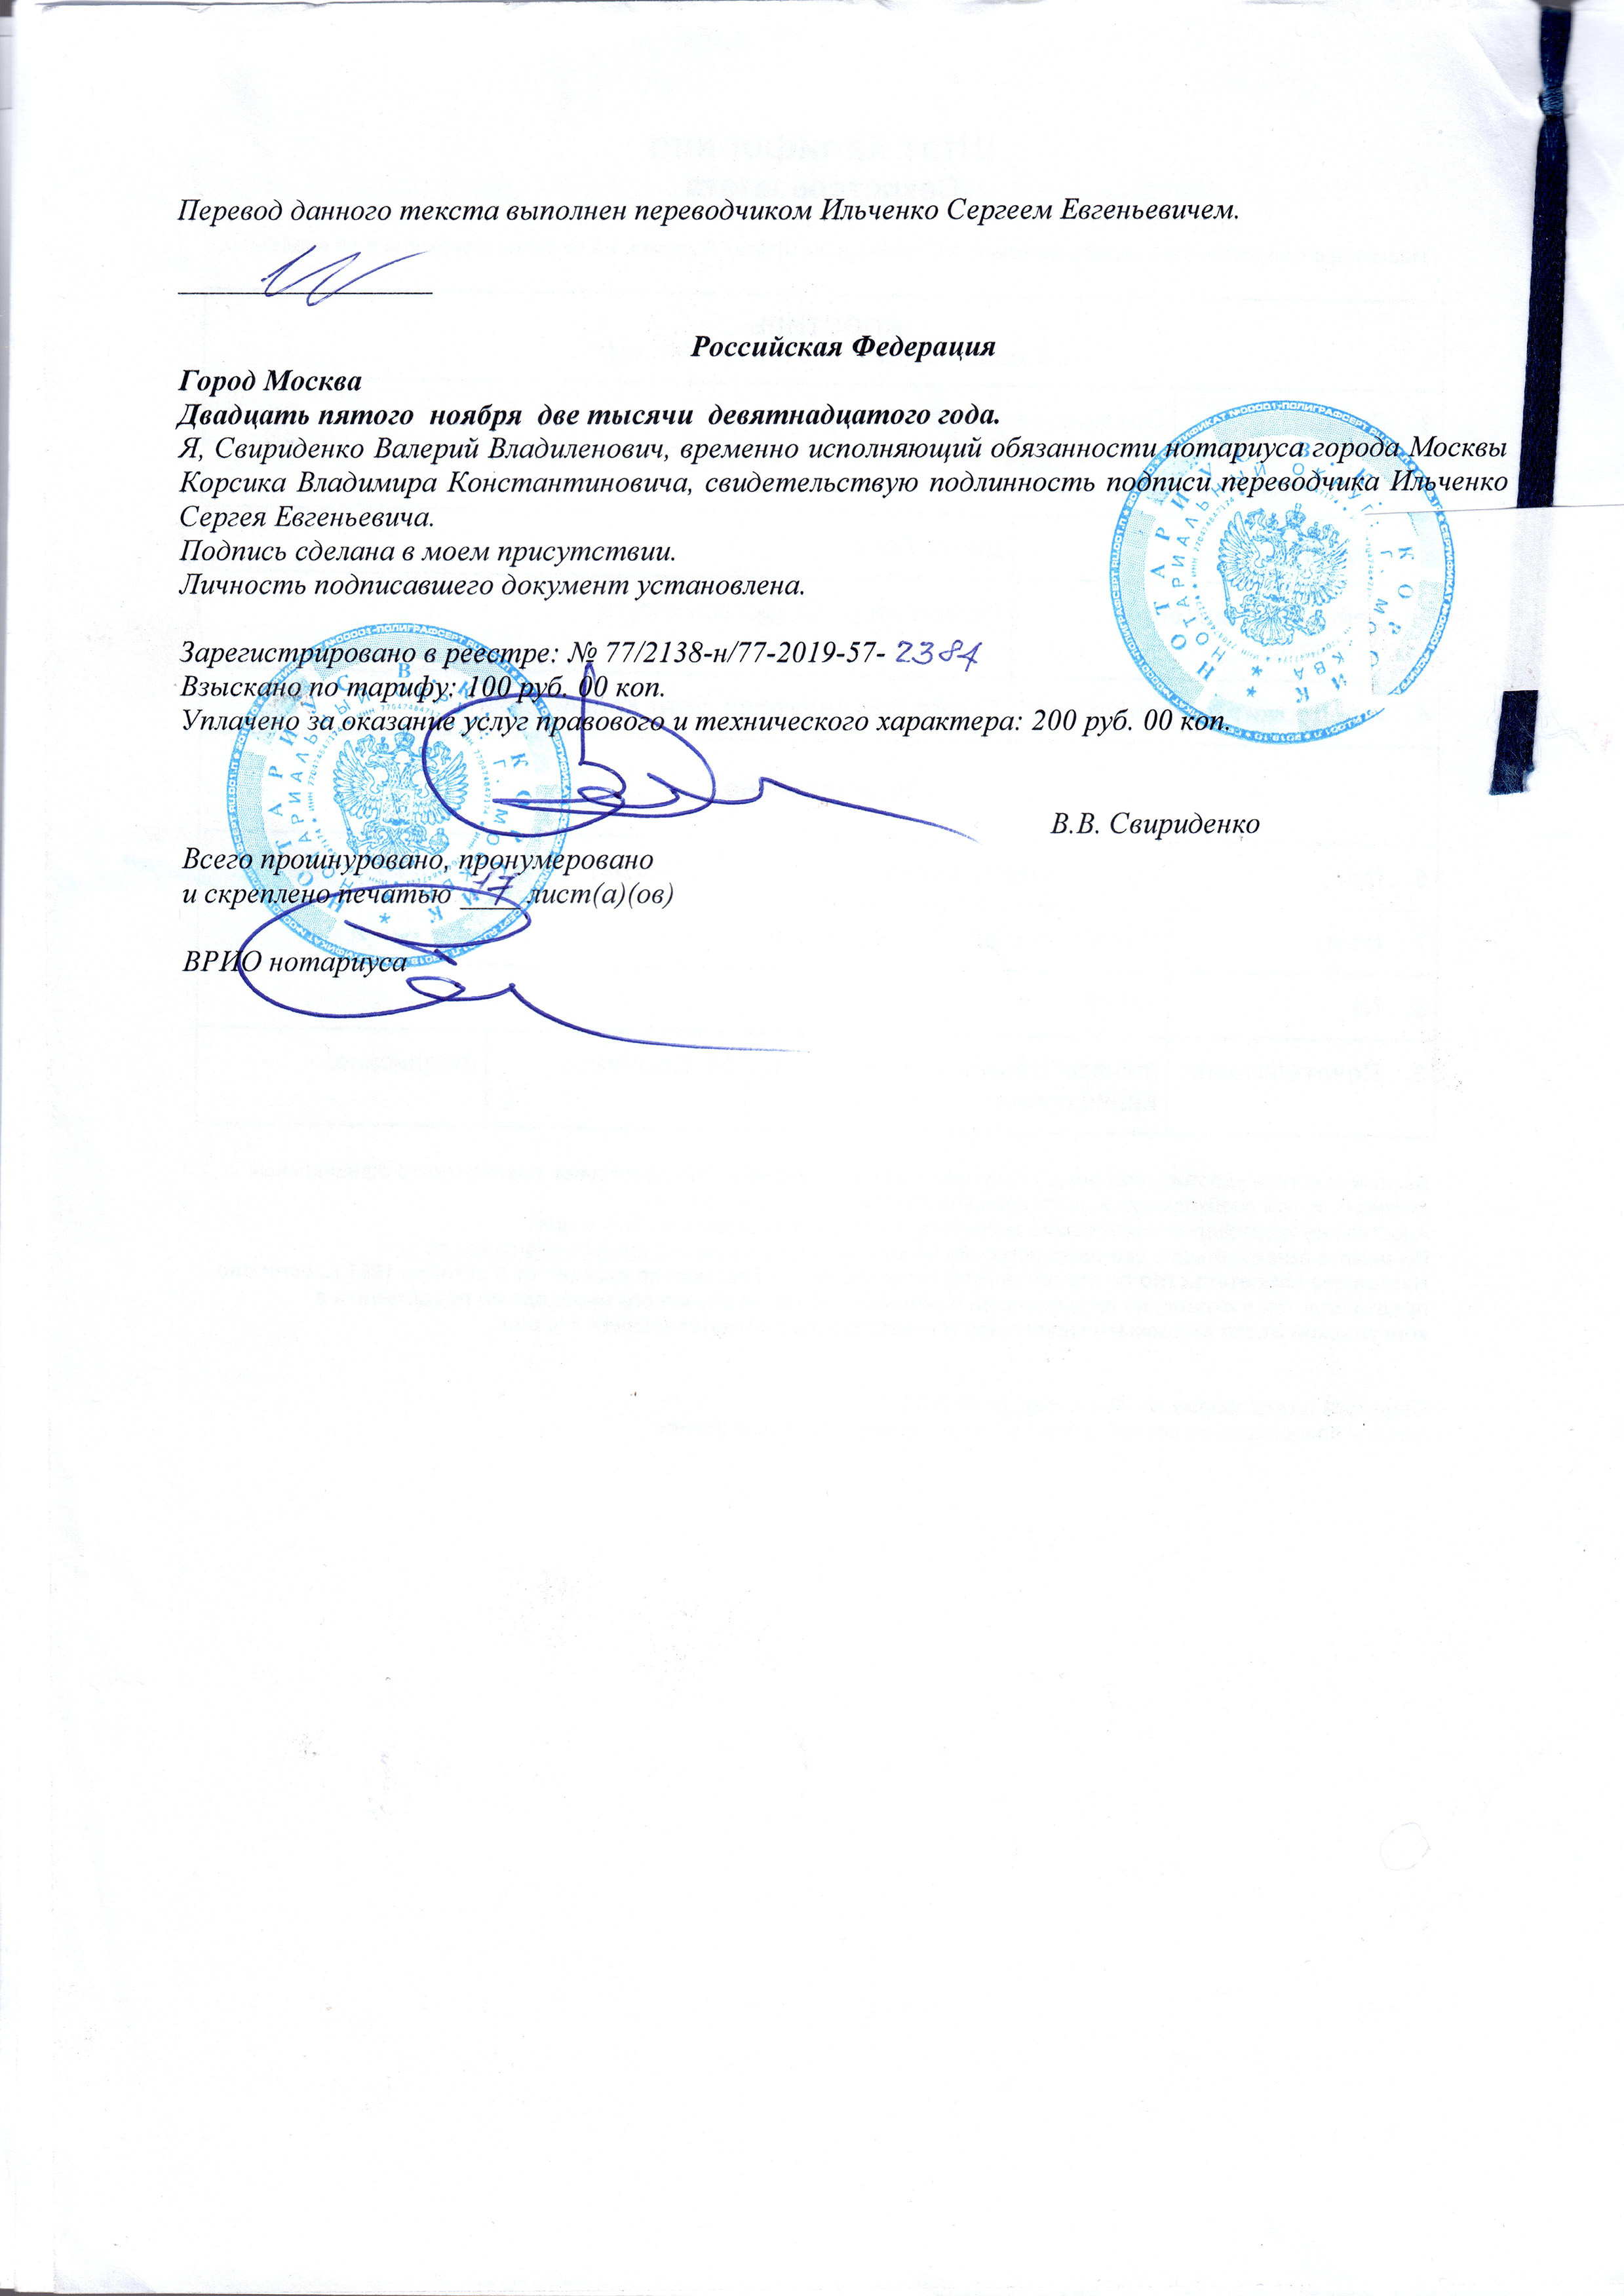 Перевод данного текста выполнен переводчиком Ильченко Сергеем Евгеньевичем.
Российская Федерация
Город Москва
Двадцать пятого ноября две тысячи девятнадцатого года.
Я, Свириденко Валерий Владиленович, временно исполняющий обязанности нотариуса города Москвы
Корсика Владимира Константиновича, свидетельствую подлинность подписи переводчика Ильченко
Сергея Евгеньевича.
Подпись сделана в моем присутствии.
Личность подписавшего документ установлена.
Зарегистрировано в реестре: № 77/2138-н/77-2019-57- 2384
Взыскано по тарифу: 100 руб. 00 коп.
Уплачено за оказание услуг правового и технического характера: 200 руб. 00 коп.
В.В. Свириденко
Всего прошнуровано, пронумеровано
и скреплено печатью 17 лист(а)(ов)
ВРИО нотариуса
НОТАРИУС В.К. КОРСИК
НОТАРИАЛЬНЫЙ ОКРУГ: Г. МОСКВА